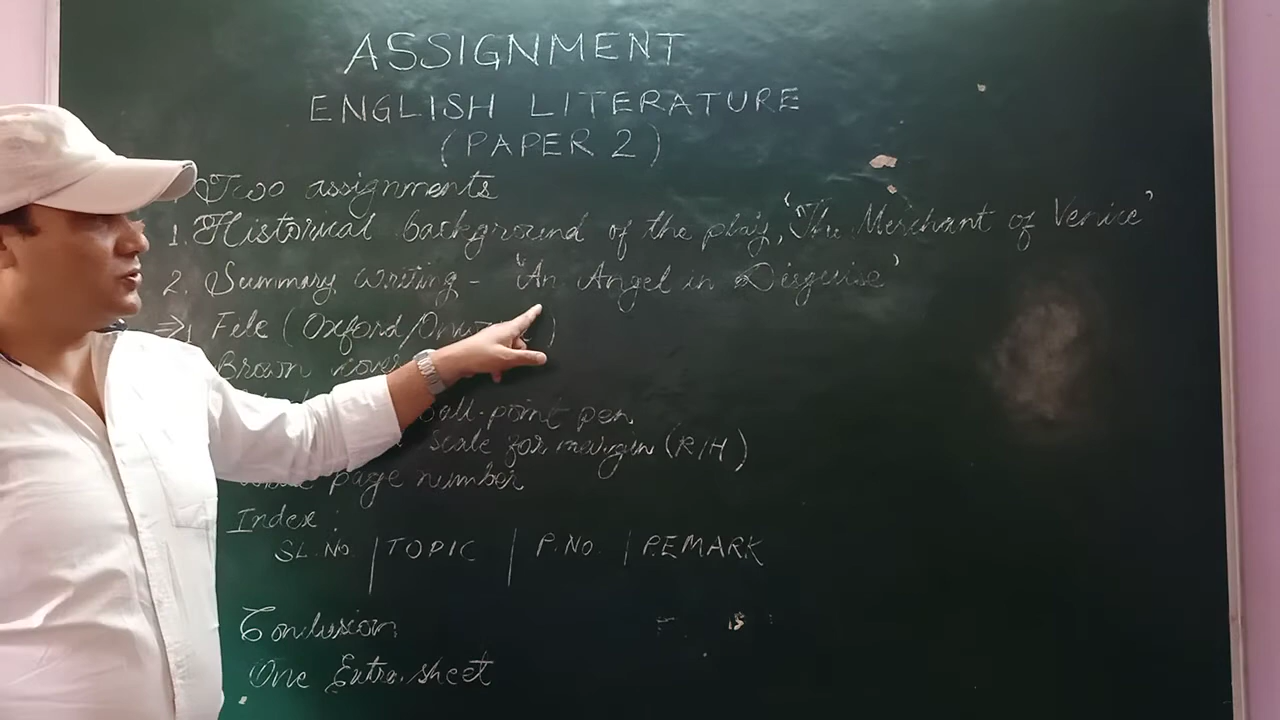 ASSIGNMENT
ENGLISH LITERATURE
(PAPER 2)
Two assignments
1. Historical background of the play, 'The Merchant of Venice'
2. Summary writing - 'An Angel in Disguise'
⇒1. File (Oxford/ )
Brown cover
ball-point pen
scale for margin (R/H)
page number
Index :
SL. No. | TOPIC | P.NO. | REMARK
Conclusion
One Extra sheet